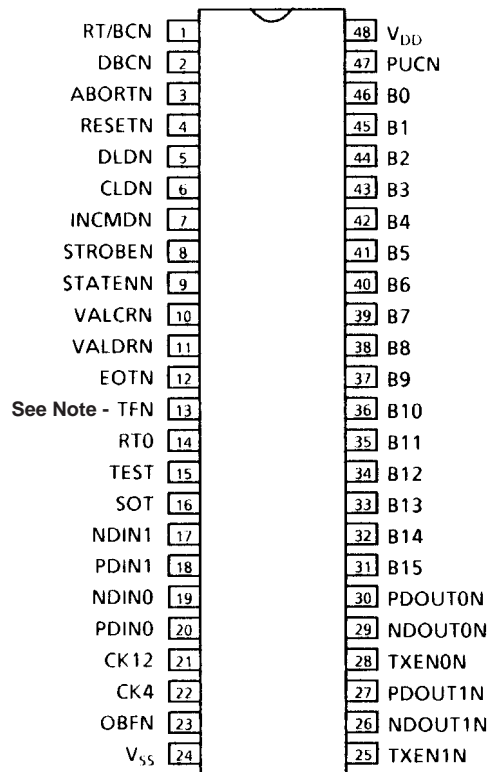 RT/BCN 1 48 VDD
DBCN 2 47 PUCN
ABORTN 3 46 B0
RESETN 4 45 B1
DLDN 5 44 B2
CLDN 6 43 B3
INCMDN 7 42 B4
STROBEN 8 41 B5
STATENN 9 40 B6
VALCRN 10 39 B7
VALDRN 11 38 B8
EOTN 12 37 B9
See Note - TFN 13 36 B10
RT0 14 35 B11
TEST 15 34 B12
SOT 16 33 B13
NDIN1 17 32 B14
PDIN1 18 31 B15
NDIN0 19 30 PDOUT0N
PDIN0 20 29 NDOUT0N
CK12 21 28 TXEN0N
CK4 22 27 PDOUT1N
OBFN 23 26 NDOUT1N
VSS 24 25 TXEN1N